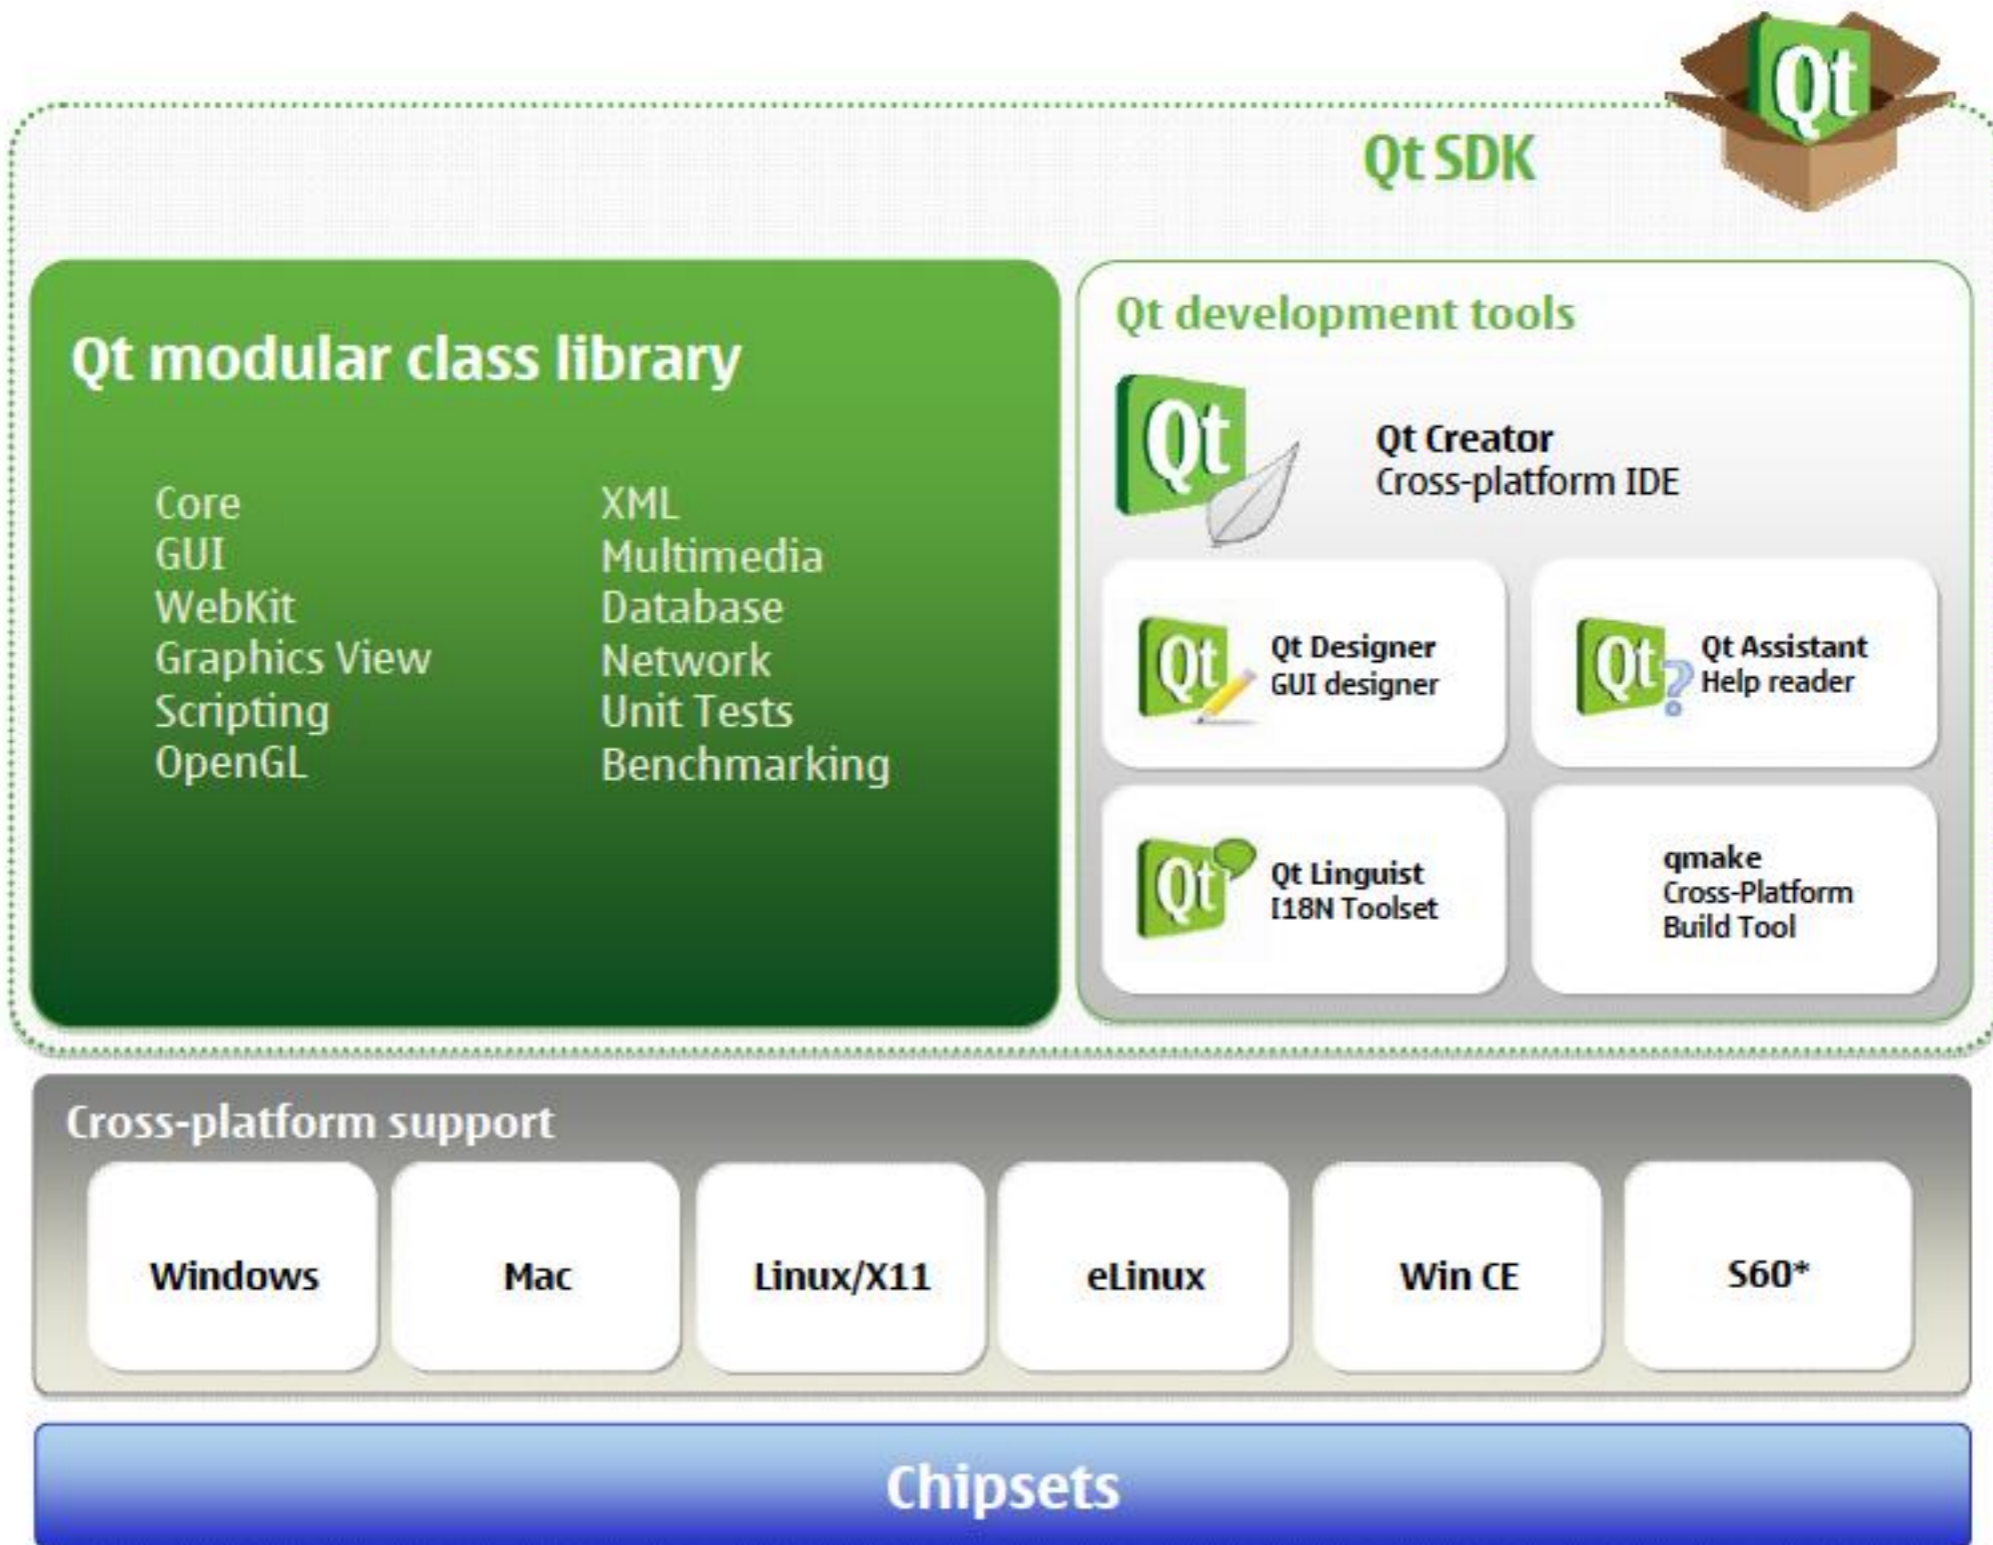 Qt
Qt SDK
Qt modular class library
Core
GUI
WebKit
Graphics View
Scripting
OpenGL
XML
Multimedia
Database
Network
Unit Tests
Benchmarking
Qt development tools
Qt
Qt Creator
Cross-platform IDE
Qt
Qt Designer
GUI designer
Qt
Qt Assistant
Help reader
Qt
Qt Linguist
I18N Toolset
qmake
Cross-Platform
Build Tool
Cross-platform support
Windows
Mac
Linux/X11
eLinux
Win CE
S60*
Chipsets